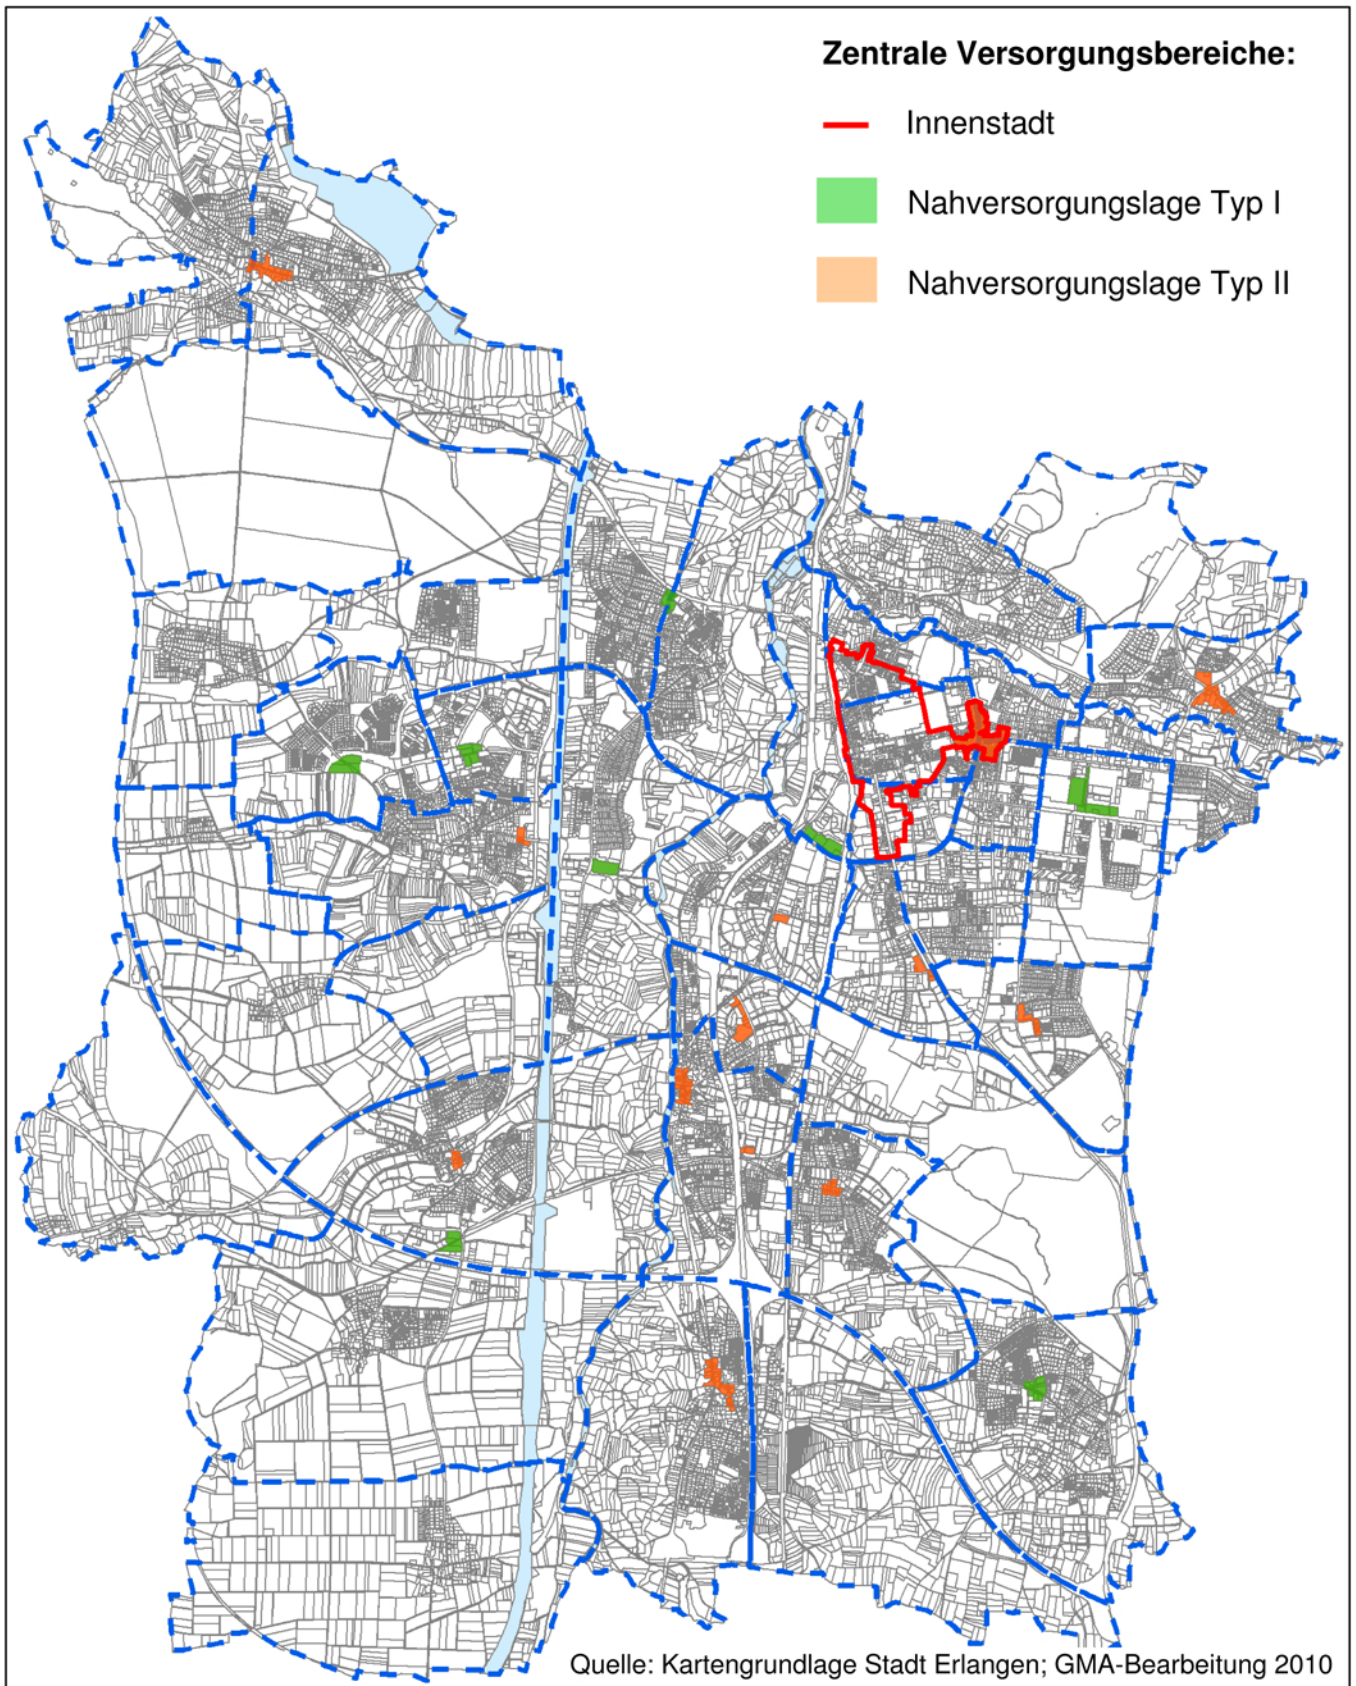 Zentrale Versorgungsbereiche:
Innenstadt
Nahversorgungslage Typ I
Nahversorgungslage Typ II
Quelle: Kartengrundlage Stadt Erlangen; GMA-Bearbeitung 2010